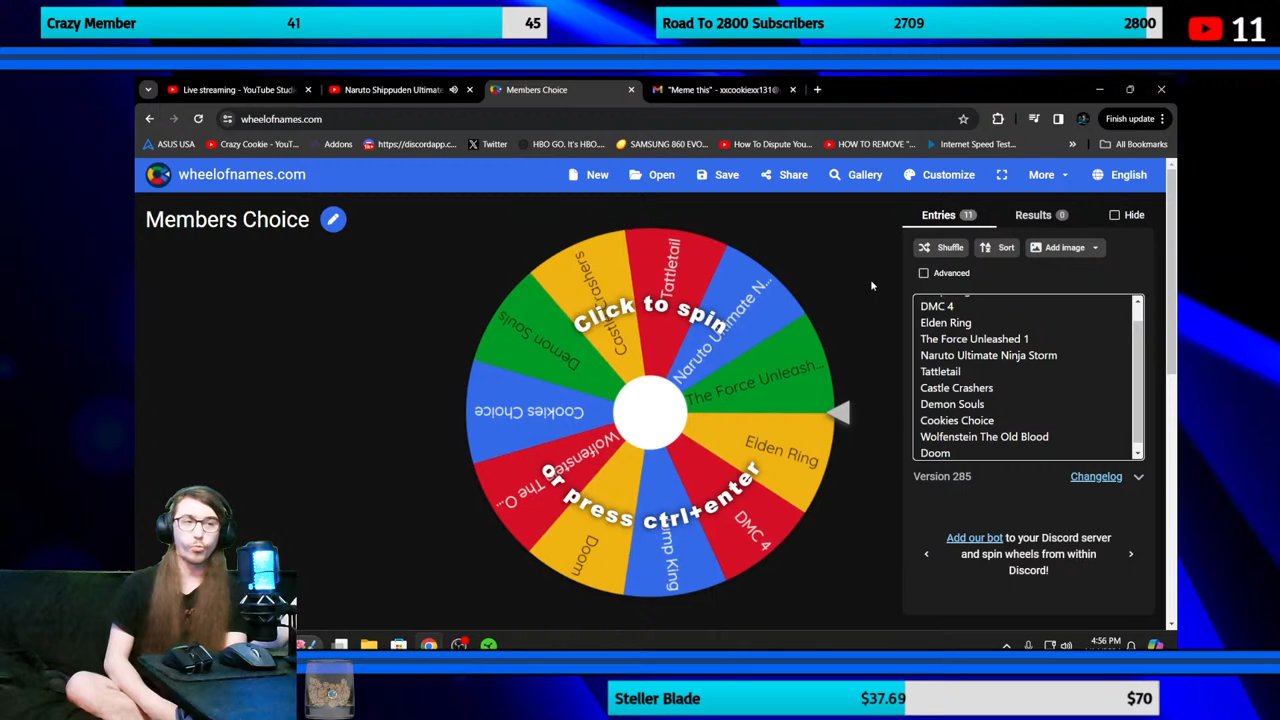 Crazy Member 41 45
Road To 2800 Subscribers 2709 2800
11
Live streaming - YouTube Studi
Naruto Shippuden Ultimate
Members Choice
"Meme this" - xxcookiexx131@
wheelofnames.com
Finish update
ASUS USA
Crazy Cookie - YouT...
Addons
https://discordapp.c...
Twitter
HBO GO. It's HBO....
SAMSUNG 860 EVO...
How To Dispute You...
HOW TO REMOVE "...
Internet Speed Test...
»
All Bookmarks
wheelofnames.com
New
Open
Save
Share
Gallery
Customize
More
English
Members Choice
Entries 11
Results 0
Hide
Shuffle
Sort
Add image
Advanced
DMC 4
Elden Ring
The Force Unleashed 1
Naruto Ultimate Ninja Storm
Tattletail
Castle Crashers
Demon Souls
Cookies Choice
Wolfenstein The Old Blood
Doom
Version 285
Changelog
Add our bot to your Discord server
and spin wheels from within
Discord!
Tattletail
Naruto Ultimate N...
The Force Unleash...
Elden Ring
DMC 4
Jump King
Doom
Wolfenstein The O...
Cookies Choice
Demon Souls
Castle Crashers
Click to spin
or press ctrl+enter
4:56 PM
Steller Blade $37.69 $70